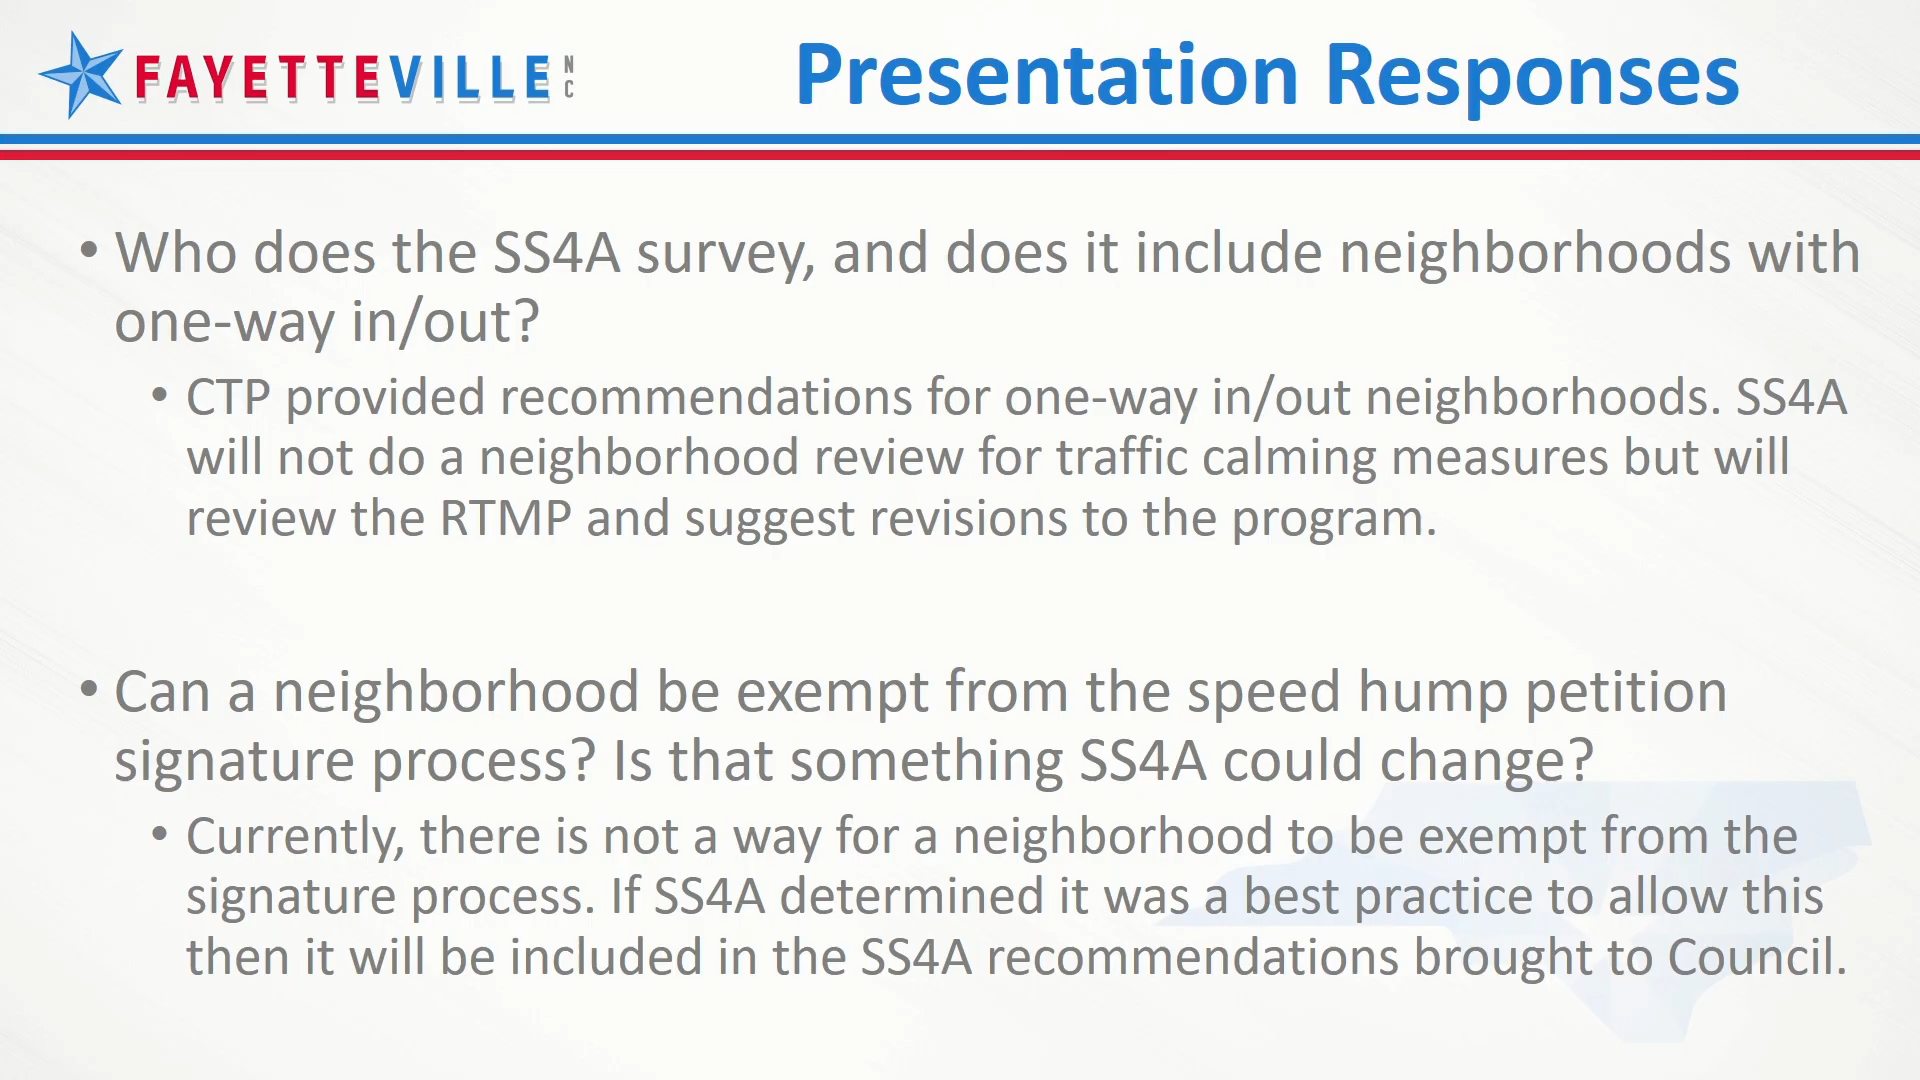 FAYETTEVILLE NC
Presentation Responses
• Who does the SS4A survey, and does it include neighborhoods with
one-way in/out?
• CTP provided recommendations for one-way in/out neighborhoods. SS4A
will not do a neighborhood review for traffic calming measures but will
review the RTMP and suggest revisions to the program.
• Can a neighborhood be exempt from the speed hump petition
signature process? Is that something SS4A could change?
• Currently, there is not a way for a neighborhood to be exempt from the
signature process. If SS4A determined it was a best practice to allow this
then it will be included in the SS4A recommendations brought to Council.